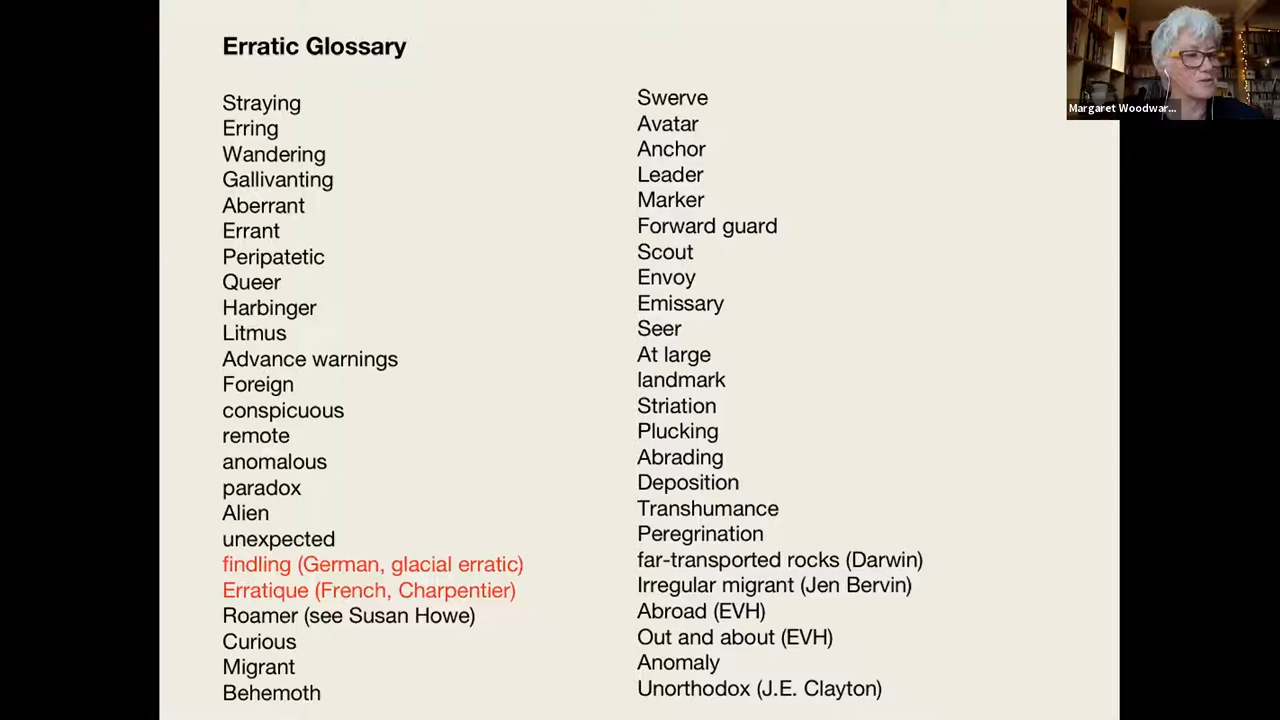 Erratic Glossary
Straying
Erring
Wandering
Gallivanting
Aberrant
Errant
Peripatetic
Queer
Harbinger
Litmus
Advance warnings
Foreign
conspicuous
remote
anomalous
paradox
Alien
unexpected
findling (German, glacial erratic)
Erratique (French, Charpentier)
Roamer (see Susan Howe)
Curious
Migrant
Behemoth
Swerve
Avatar
Anchor
Leader
Marker
Forward guard
Scout
Envoy
Emissary
Seer
At large
landmark
Striation
Plucking
Abrading
Deposition
Transhumance
Peregrination
far-transported rocks (Darwin)
Irregular migrant (Jen Bervin)
Abroad (EVH)
Out and about (EVH)
Anomaly
Unorthodox (J.E. Clayton)
Margaret Woodwar...